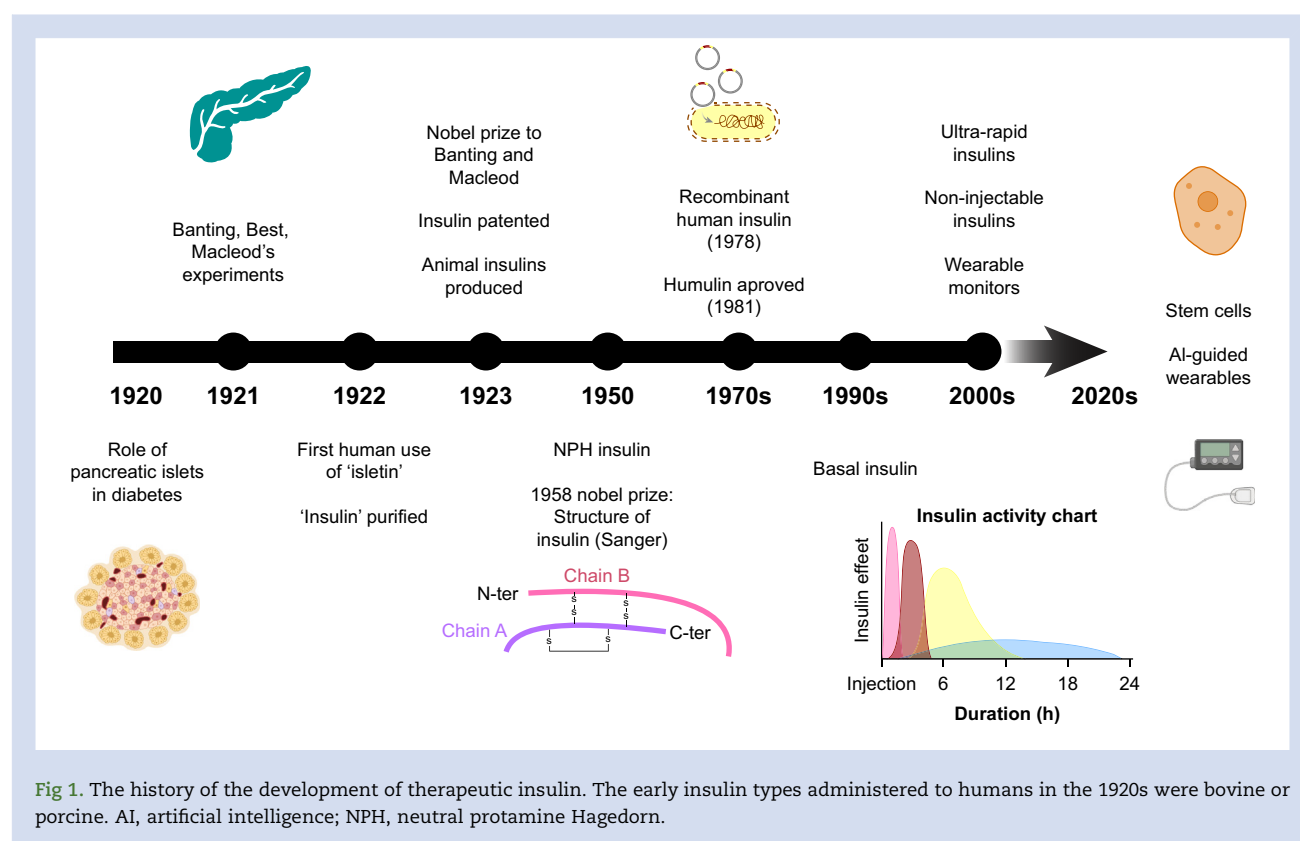 Banting, Best,
Macleod's
experiments
Nobel prize to
Banting and
Macleod
Insulin patented
Animal insulins
produced
Recombinant
human insulin
(1978)
Humulin aproved
(1981)
Ultra-rapid
insulins
Non-injectable
insulins
Wearable
monitors
Stem cells
AI-guided
wearables
1920 1921 1922 1923 1950 1970s 1990s 2000s 2020s
Role of
pancreatic islets
in diabetes
First human use
of ‘isletin’
‘Insulin’ purified
NPH insulin
1958 nobel prize:
Structure of
insulin (Sanger)
Chain B
N-ter
S S
S S
Chain A
C-ter
S S
Basal insulin
Insulin activity chart
Insulin effeet
Injection 6 12 18 24
Duration (h)
Fig 1. The history of the development of therapeutic insulin. The early insulin types administered to humans in the 1920s were bovine or
porcine. AI, artificial intelligence; NPH, neutral protamine Hagedorn.